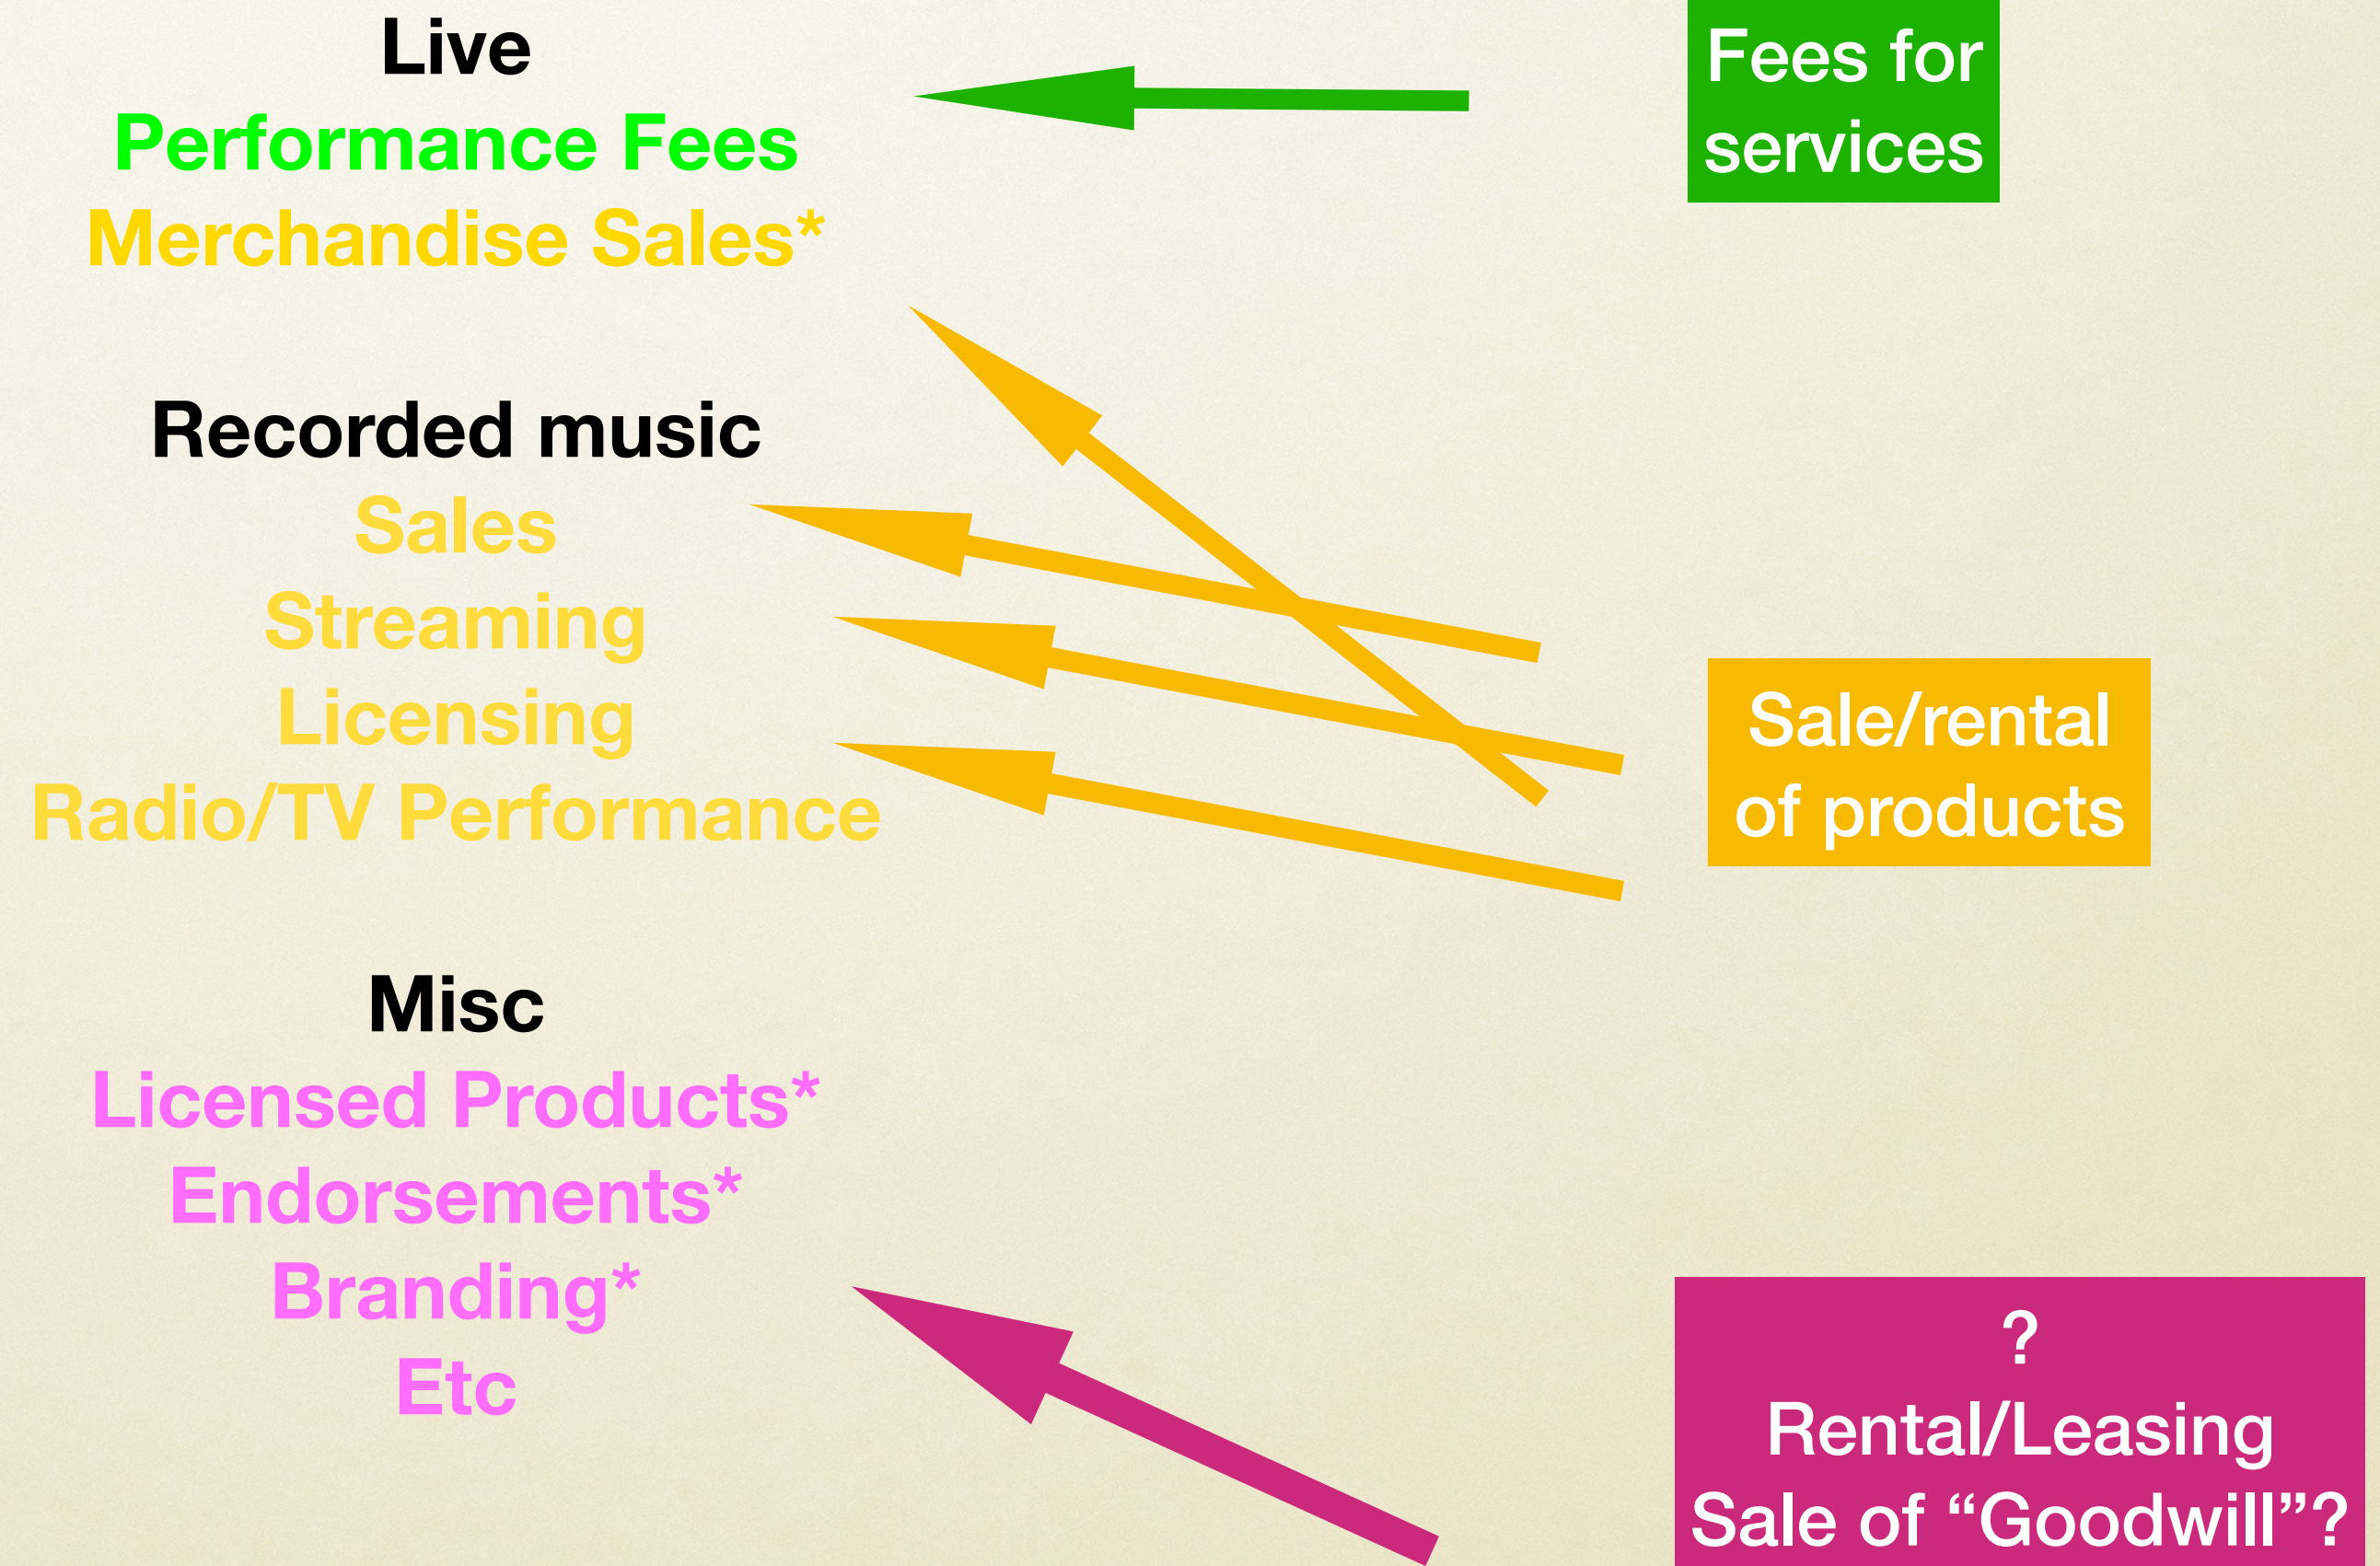 Live
Performance Fees
Merchandise Sales*
Recorded music
Sales
Streaming
Licensing
Radio/TV Performance
Misc
Licensed Products*
Endorsements*
Branding*
Etc
Fees for
services
Sale/rental
of products
?
Rental/Leasing
Sale of “Goodwill”?